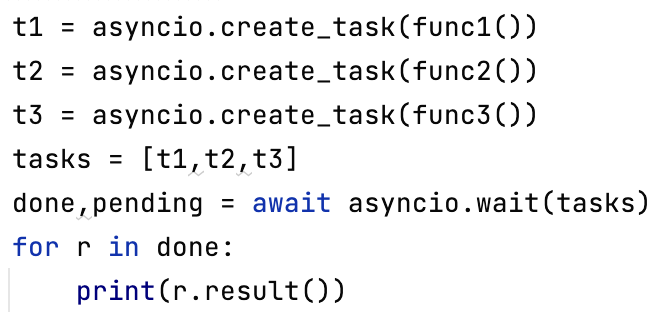 t1 = asyncio.create_task(func1())
t2 = asyncio.create_task(func2())
t3 = asyncio.create_task(func3())
tasks = [t1,t2,t3]
done,pending = await asyncio.wait(tasks)
for r in done:
    print(r.result())